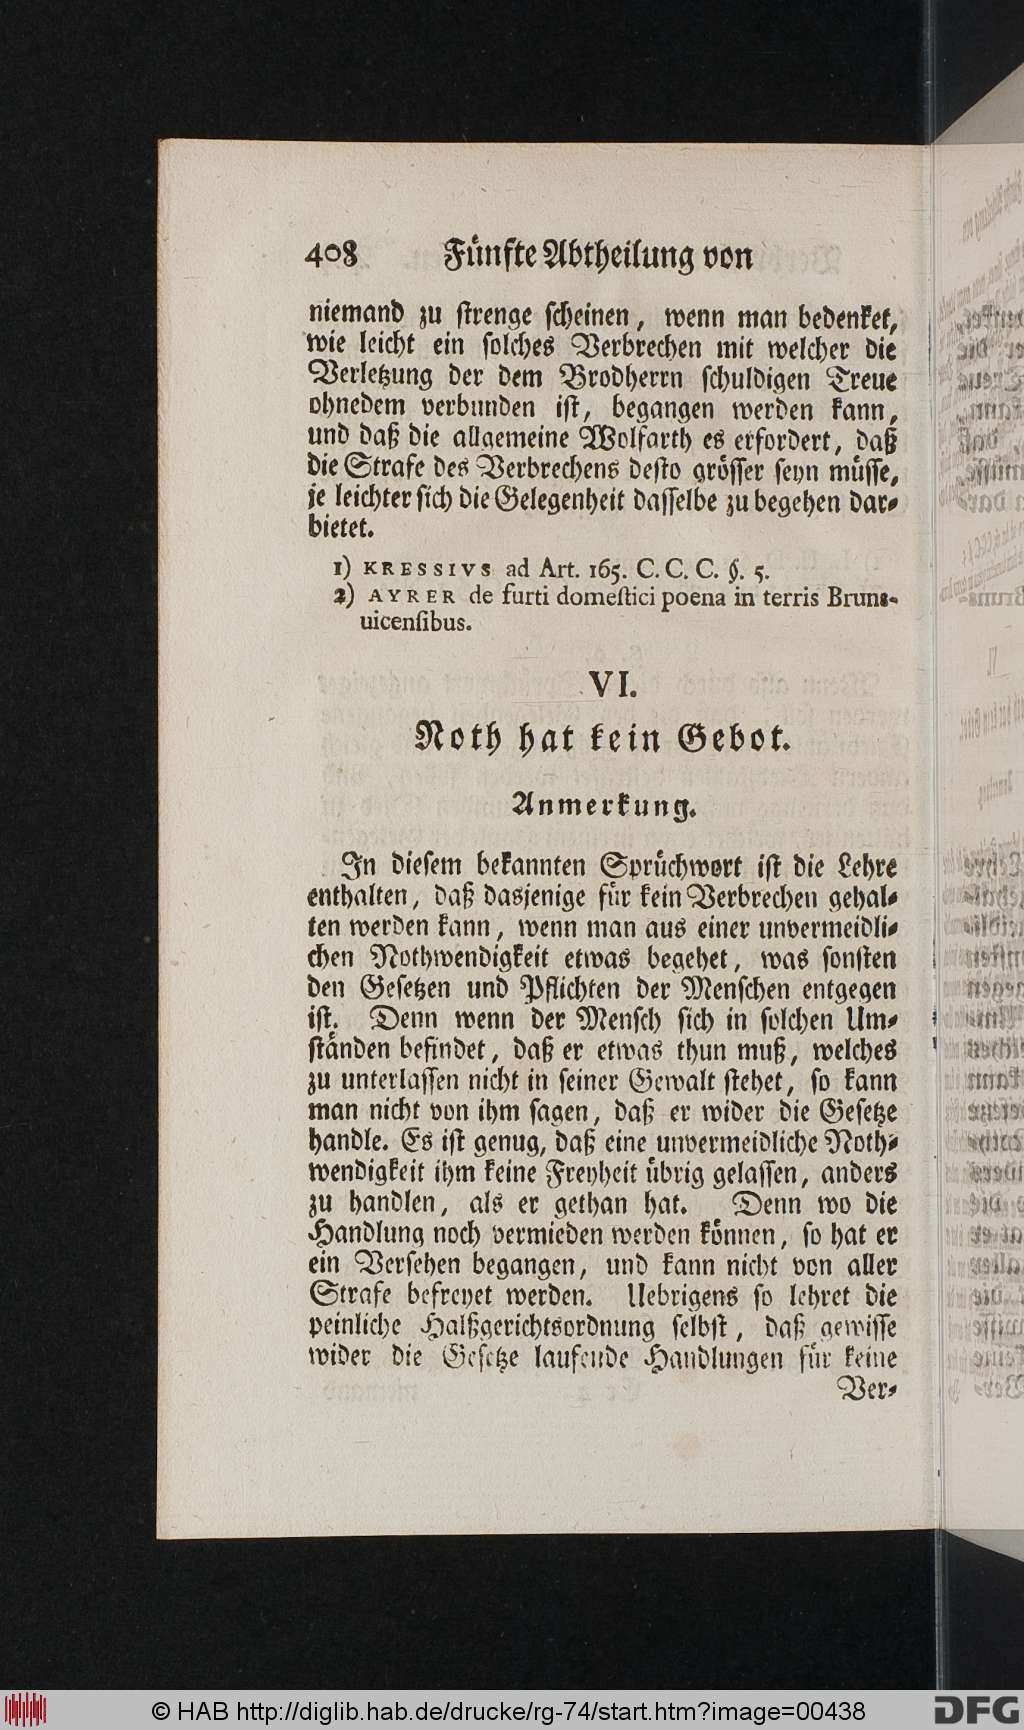 408 Fünfte Abtheilung von
niemand zu strenge scheinen, wenn man bedenket,
wie leicht ein solches Verbrechen mit welcher die
Verletzung der dem Brodherrn schuldigen Treue
ohnedem verbunden ist, begangen werden kann,
und daß die allgemeine Wolfarth es erfordert, daß
die Strafe des Verbrechens desto grösser seyn müsse,
je leichter sich die Gelegenheit dasselbe zu begehen dar-
bietet.
1) KRESSIVS ad Art. 165. C. C. C. §. 5.
2) AYRER de furti domestici poena in terris Bruns-
uicensibus.
VI.
Noth hat kein Gebot.
Anmerkung.
In diesem bekannten Sprüchwort ist die Lehre
enthalten, daß dasjenige für kein Verbrechen gehal-
ten werden kann, wenn man aus einer unvermeidli-
chen Nothwendigkeit etwas begehet, was sonsten
den Gesetzen und Pflichten der Menschen entgegen
ist. Denn wenn der Mensch sich in solchen Um-
ständen befindet, daß er etwas thun muß, welches
zu unterlassen nicht in seiner Gewalt stehet, so kann
man nicht von ihm sagen, daß er wider die Gesetze
handle. Es ist genug, daß eine unvermeidliche Noth-
wendigkeit ihm keine Freyheit übrig gelassen, anders
zu handlen, als er gethan hat. Denn wo die
Handlung noch vermieden werden können, so hat er
ein Versehen begangen, und kann nicht von aller
Strafe befreyet werden. Uebrigens so lehret die
peinliche Halßgerichtsordnung selbst, daß gewisse
wider die Gesetze laufende Handlungen für keine
Ver-
© HAB http://diglib.hab.de/drucke/rg-74/start.htm?image=00438
DFG